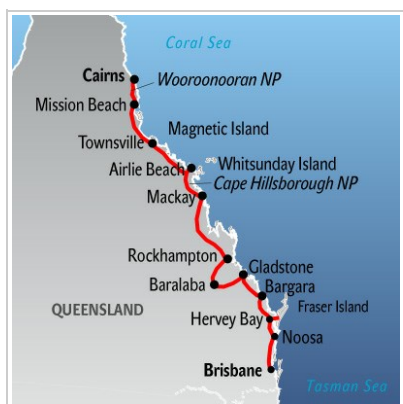 Coral Sea
Cairns
Wooroonooran NP
Mission Beach
Magnetic Island
Townsville
Whitsunday Island
Airlie Beach
Cape Hillsborough NP
Mackay
Rockhampton
Gladstone
Baralaba
Bargara
QUEENSLAND
Fraser Island
Hervey Bay
Noosa
Brisbane
Tasman Sea